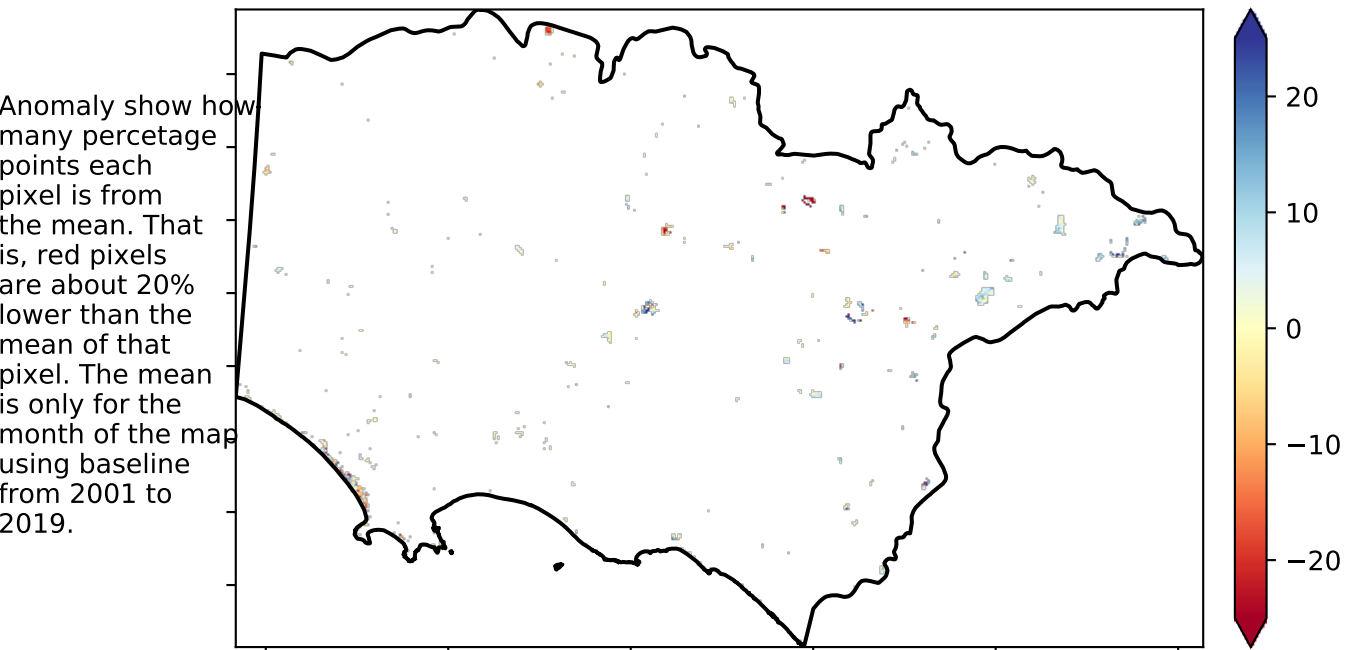 Anomaly show how
many percetage
points each
pixel is from
the mean. That
is, red pixels
are about 20%
lower than the
mean of that
pixel. The mean
is only for the
month of the map
using baseline
from 2001 to
2019.
20
10
0
−10
−20